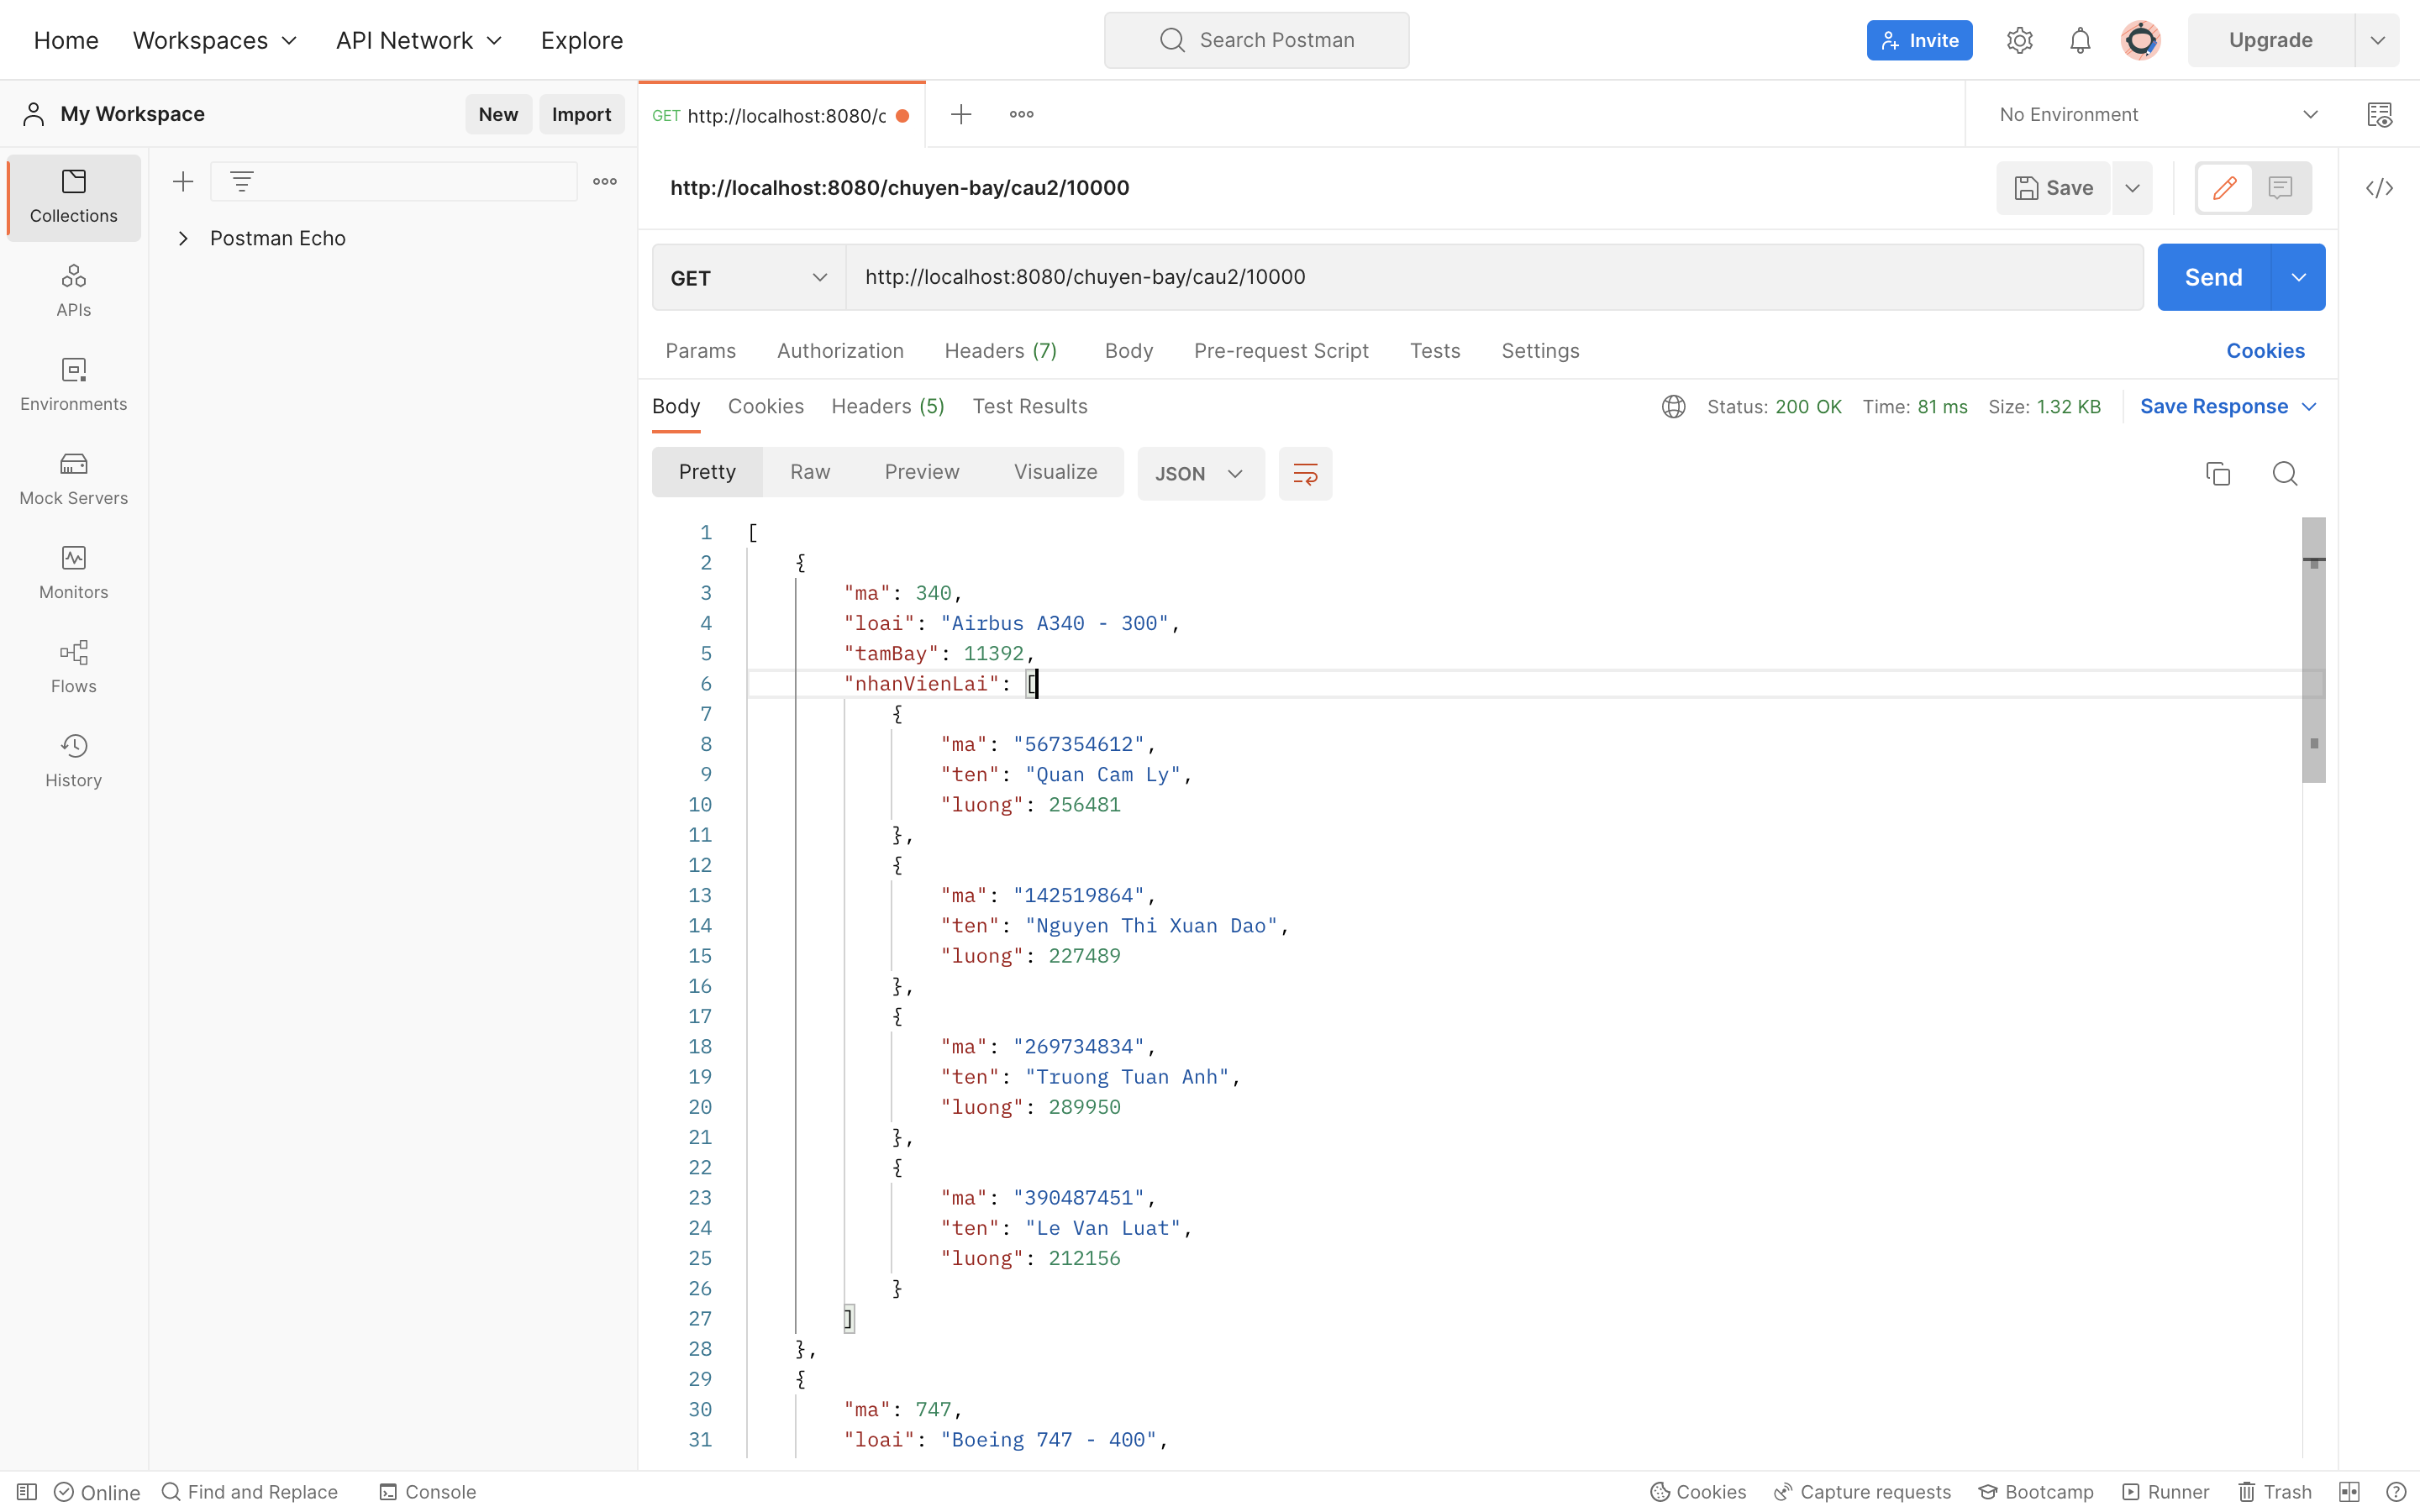 Home Workspaces API Network Explore Search Postman Invite Upgrade
My Workspace New Import GET http://localhost:8080/c No Environment
Collections
APIs
Environments
Mock Servers
Monitors
Flows
History
Postman Echo
http://localhost:8080/chuyen-bay/cau2/10000 Save
GET http://localhost:8080/chuyen-bay/cau2/10000 Send
Params Authorization Headers (7) Body Pre-request Script Tests Settings Cookies
Body Cookies Headers (5) Test Results Status: 200 OK Time: 81 ms Size: 1.32 KB Save Response
Pretty Raw Preview Visualize JSON
1 [
2 {
3 "ma": 340,
4 "loai": "Airbus A340 - 300",
5 "tamBay": 11392,
6 "nhanVienLai": [
7 {
8 "ma": "567354612",
9 "ten": "Quan Cam Ly",
10 "luong": 256481
11 },
12 {
13 "ma": "142519864",
14 "ten": "Nguyen Thi Xuan Dao",
15 "luong": 227489
16 },
17 {
18 "ma": "269734834",
19 "ten": "Truong Tuan Anh",
20 "luong": 289950
21 },
22 {
23 "ma": "390487451",
24 "ten": "Le Van Luat",
25 "luong": 212156
26 }
27 ]
28 },
29 {
30 "ma": 747,
31 "loai": "Boeing 747 - 400",
Online Find and Replace Console Cookies Capture requests Bootcamp Runner Trash